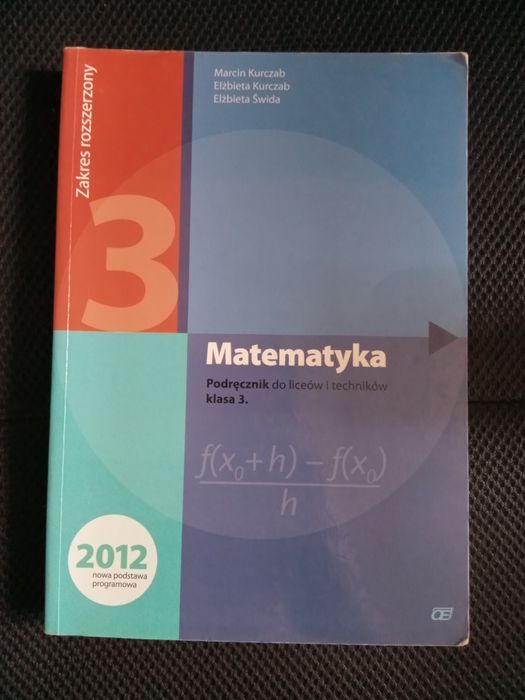 Zakres rozszerzony
3
Marcin Kurczab
Elżbieta Kurczab
Elżbieta Świda
Matematyka
Podręcznik do liceów i techników
klasa 3.
f(x₀+h) – f(x₀)
h
2012
nowa podstawa
programowa
OE